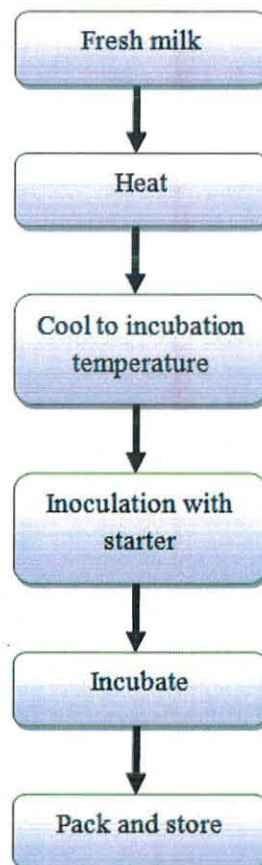 Fresh milk
Heat
Cool to incubation
temperature
Inoculation with
starter
Incubate
Pack and store